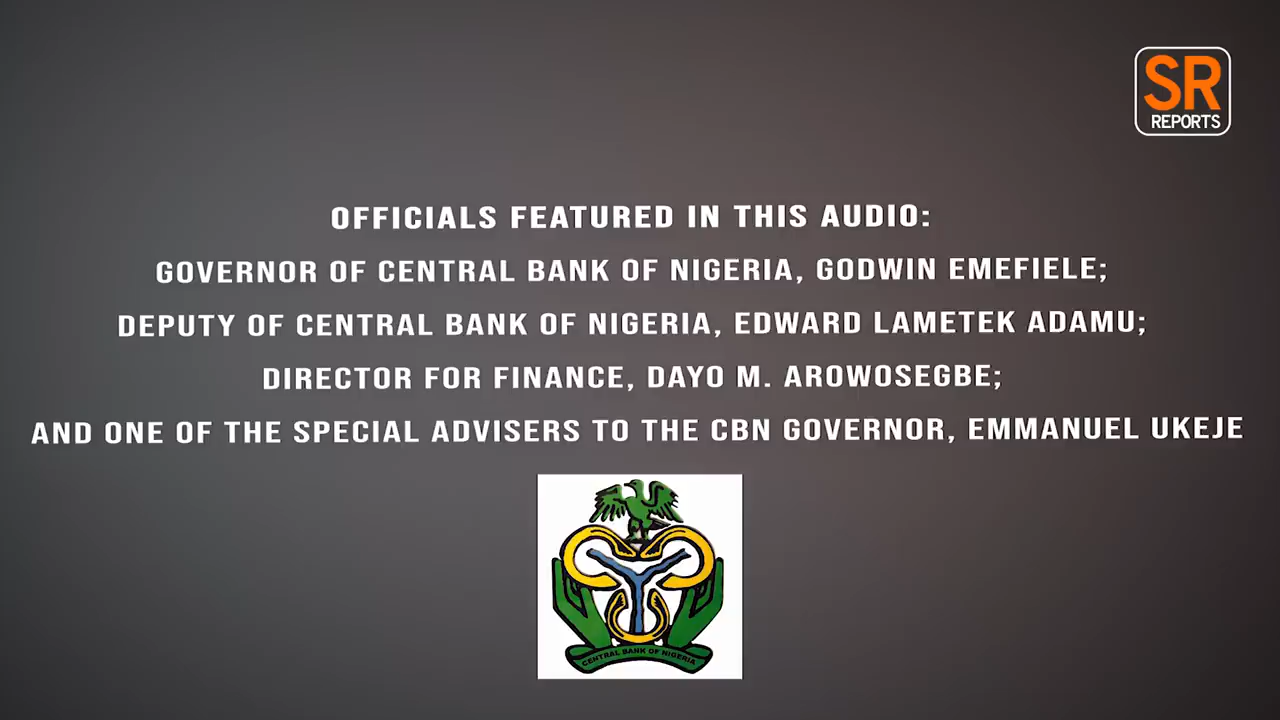 SR
REPORTS
OFFICIALS FEATURED IN THIS AUDIO:
GOVERNOR OF CENTRAL BANK OF NIGERIA, GODWIN EMEFIELE;
DEPUTY OF CENTRAL BANK OF NIGERIA, EDWARD LAMETEK ADAMU;
DIRECTOR FOR FINANCE, DAYO M. AROWOSEGBE;
AND ONE OF THE SPECIAL ADVISERS TO THE CBN GOVERNOR, EMMANUEL UKEJE
CENTRAL BANK OF NIGERIA